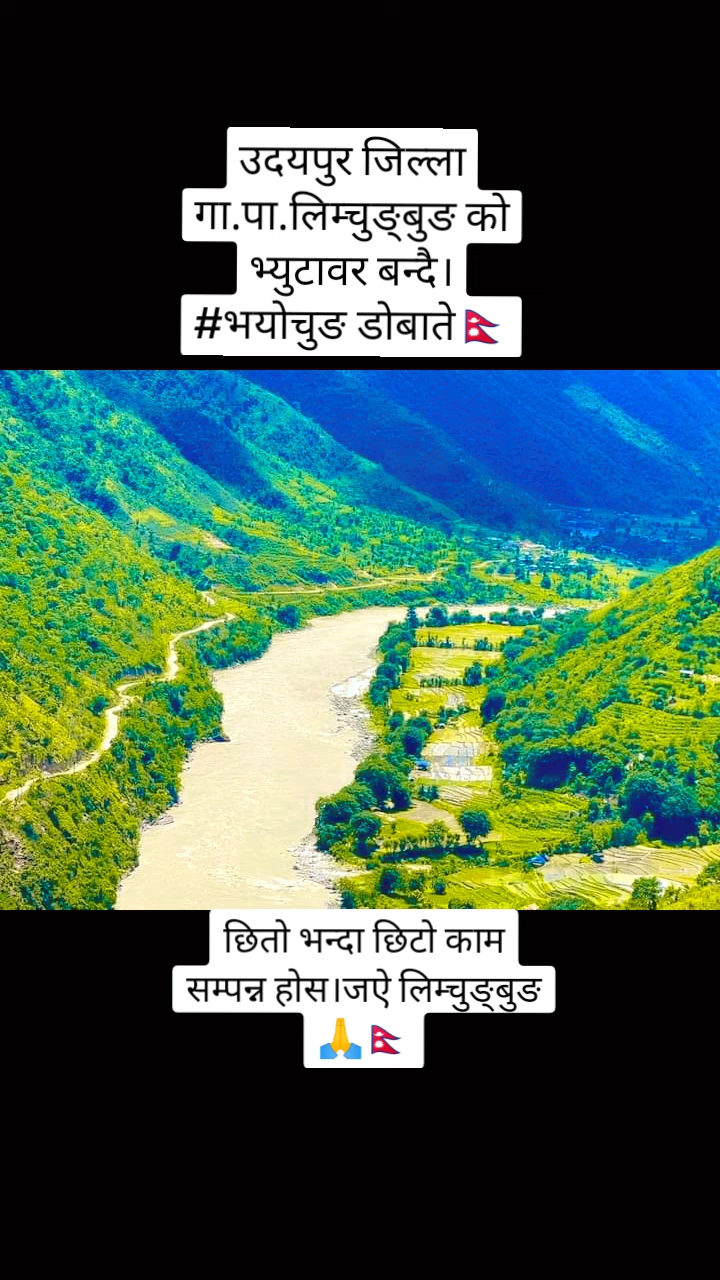 उदयपुर जिल्ला
गा.पा.लिम्चुङ्बुङ को
भ्युटावर बन्दै।
#भयोचुङ डोबाते🇳🇵
छितो भन्दा छिटो काम
सम्पन्न होस।जऐ लिम्चुङ्बुङ
🙏🇳🇵